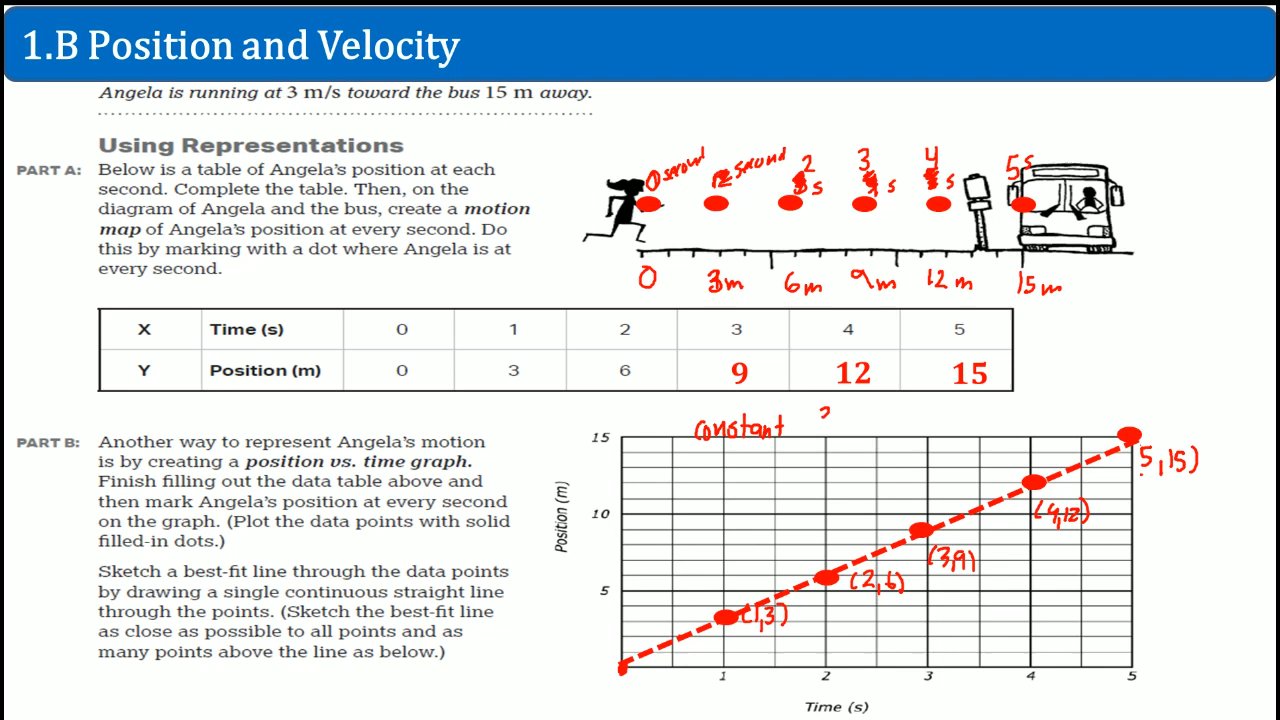 1.B Position and Velocity
Angela is running at 3 m/s toward the bus 15 m away.
Using Representations
PART A: Below is a table of Angela's position at each
second. Complete the table. Then, on the
diagram of Angela and the bus, create a motion
map of Angela's position at every second. Do
this by marking with a dot where Angela is at
every second.
0 second 1 second 2 s 3 s 4 s 5s
0 3m 6m 9m 12m 15m
X Time (s) 0 1 2 3 4 5
Y Position (m) 0 3 6 9 12 15
PART B: Another way to represent Angela's motion
is by creating a position vs. time graph.
Finish filling out the data table above and
then mark Angela's position at every second
on the graph. (Plot the data points with solid
filled-in dots.)
Sketch a best-fit line through the data points
by drawing a single continuous straight line
through the points. (Sketch the best-fit line
as close as possible to all points and as
many points above the line as below.)
constant
15
10
5
Position (m)
5,15)
(4,12)
(3,9)
(2,6)
(1,3)
1 2 3 4 5
Time (s)